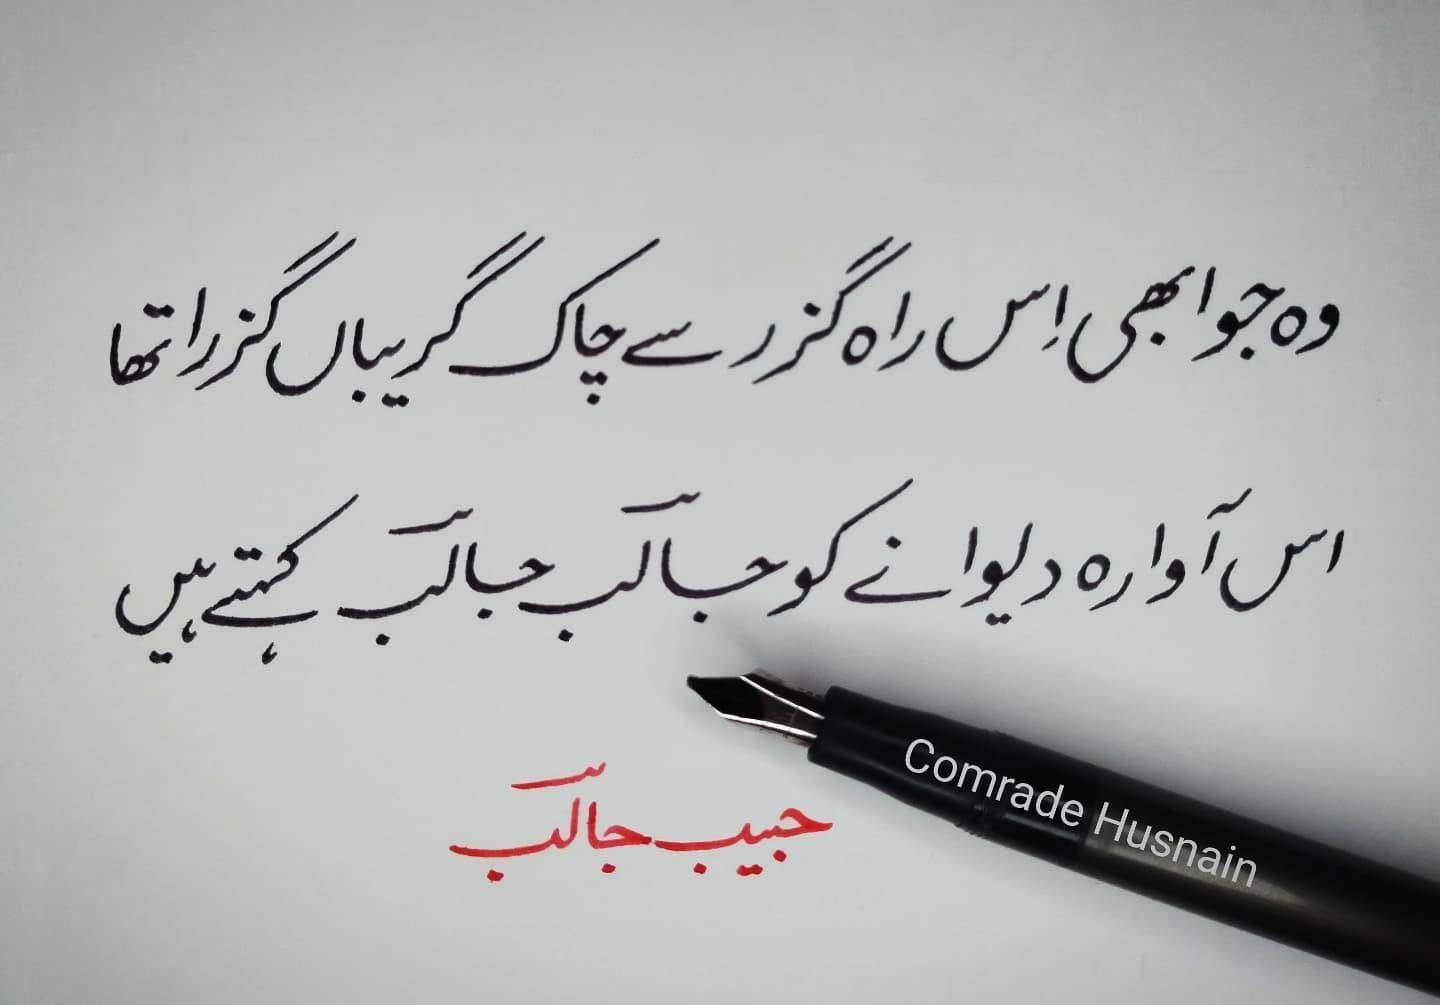 وہ جو ابھی اِس راہ گزر سے چاک گریباں گزرا تھا
اس آوارہ دیوانے کو جالبؔ جالبؔ کہتے ہیں
حبیب جالبؔ
Comrade Husnain